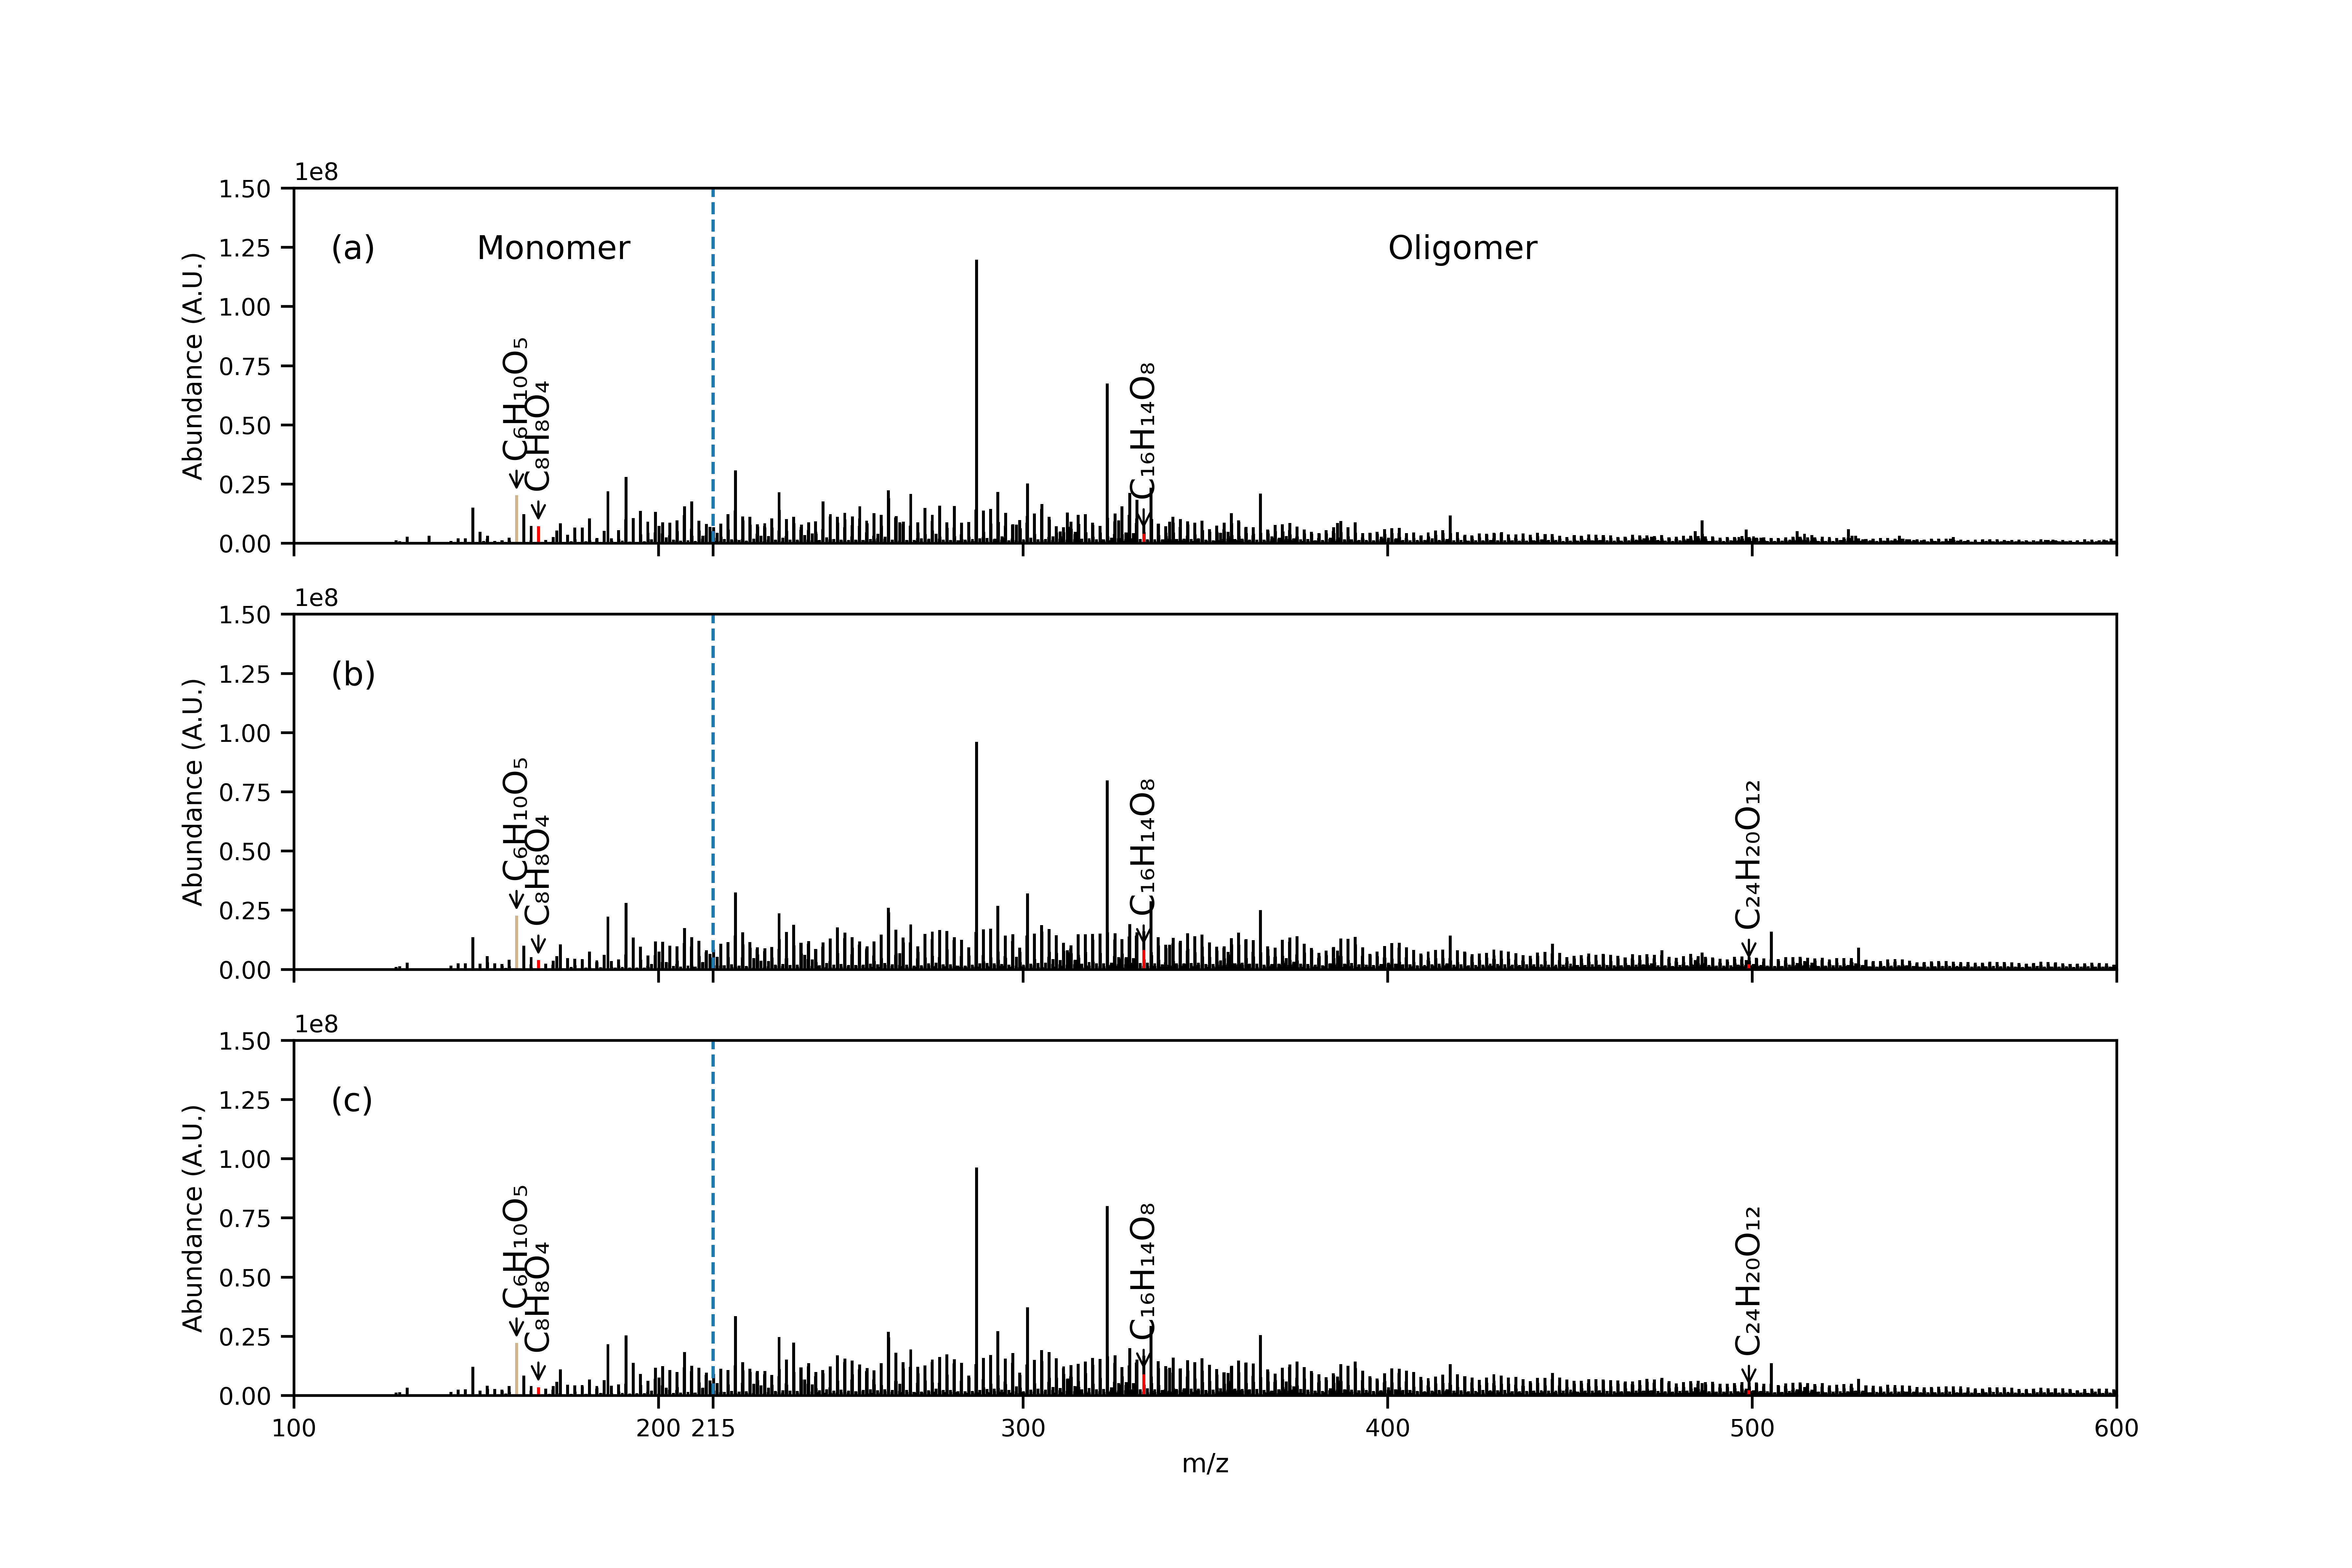 1e8
1.50
1.25
1.00
0.75
0.50
0.25
0.00
Abundance (A.U.)
(a)
Monomer
Oligomer
C₆H₁₀O₅
C₈H₈O₄
C₁₆H₁₄O₈
1e8
1.50
1.25
1.00
0.75
0.50
0.25
0.00
Abundance (A.U.)
(b)
C₆H₁₀O₅
C₈H₈O₄
C₁₆H₁₄O₈
C₂₄H₂₀O₁₂
1e8
1.50
1.25
1.00
0.75
0.50
0.25
0.00
Abundance (A.U.)
(c)
C₆H₁₀O₅
C₈H₈O₄
C₁₆H₁₄O₈
C₂₄H₂₀O₁₂
100 200 215 300 400 500 600
m/z